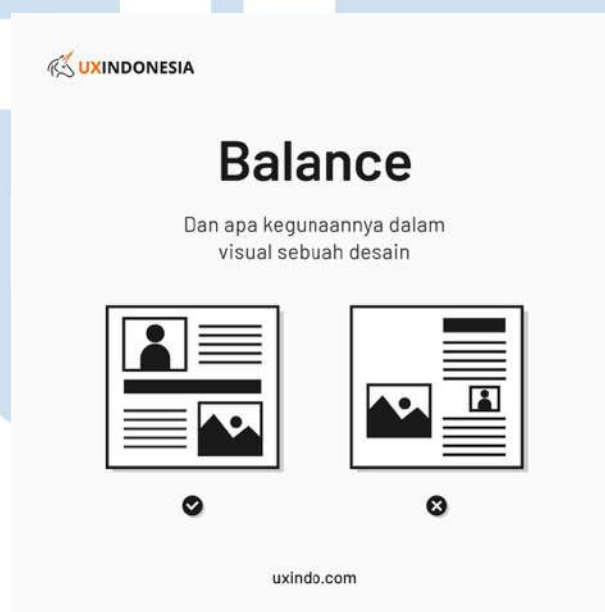 UXINDONESIA
Balance
Dan apa kegunaannya dalam
visual sebuah desain
uxindo.com